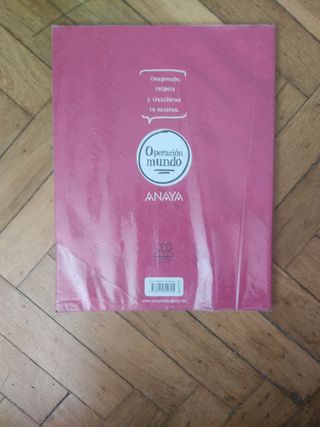 Comprende,
respeta
y transforma
tu entorno.
Operación
mundo
ANAYA
www.anayaeducacion.es